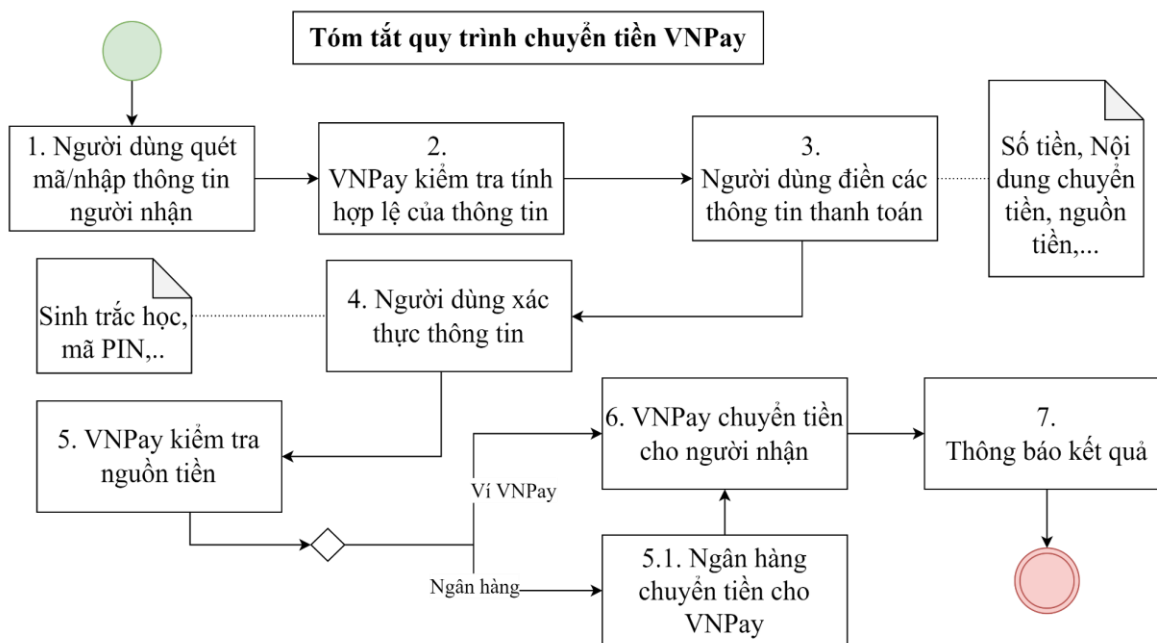 Tóm tắt quy trình chuyển tiền VNPay
1. Người dùng quét
mã/nhập thông tin
người nhận
2.
VNPay kiểm tra tính
hợp lệ của thông tin
3.
Người dùng điền các
thông tin thanh toán
Số tiền, Nội
dung chuyển
tiền, nguồn
tiền,...
Sinh trắc học,
mã PIN,..
4. Người dùng xác
thực thông tin
5. VNPay kiểm tra
nguồn tiền
Ví VNPay
Ngân hàng
5.1. Ngân hàng
chuyển tiền cho
VNPay
6. VNPay chuyển tiền
cho người nhận
7.
Thông báo kết quả